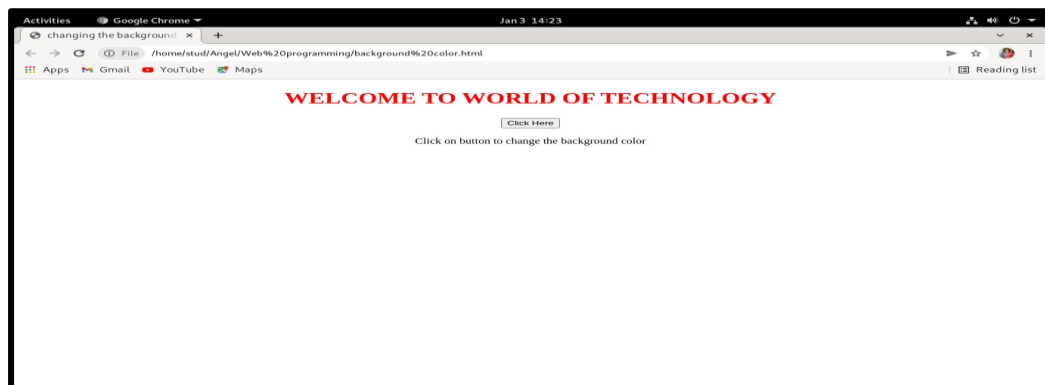 Activities Google Chrome Jan 3 14:23
changing the background
File /home/stud/Angel/Web%20programming/background%20color.html
Apps Gmail YouTube Maps Reading list
WELCOME TO WORLD OF TECHNOLOGY
Click Here
Click on button to change the background color